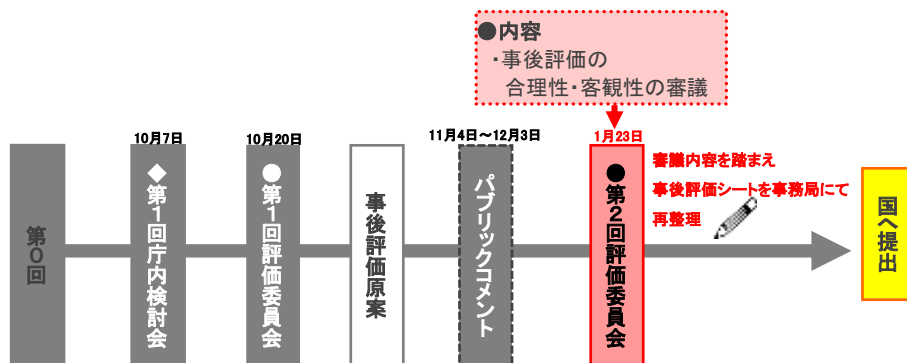 ●内容
・事後評価の
合理性・客観性の審議
10月7日
10月20日
11月4日～12月3日
1月23日
第0回
◆第1回庁内検討会
●第1回評価委員会
事後評価原案
パブリックコメント
●第2回評価委員会
審議内容を踏まえ
事後評価シートを事務局にて
再整理
国へ提出